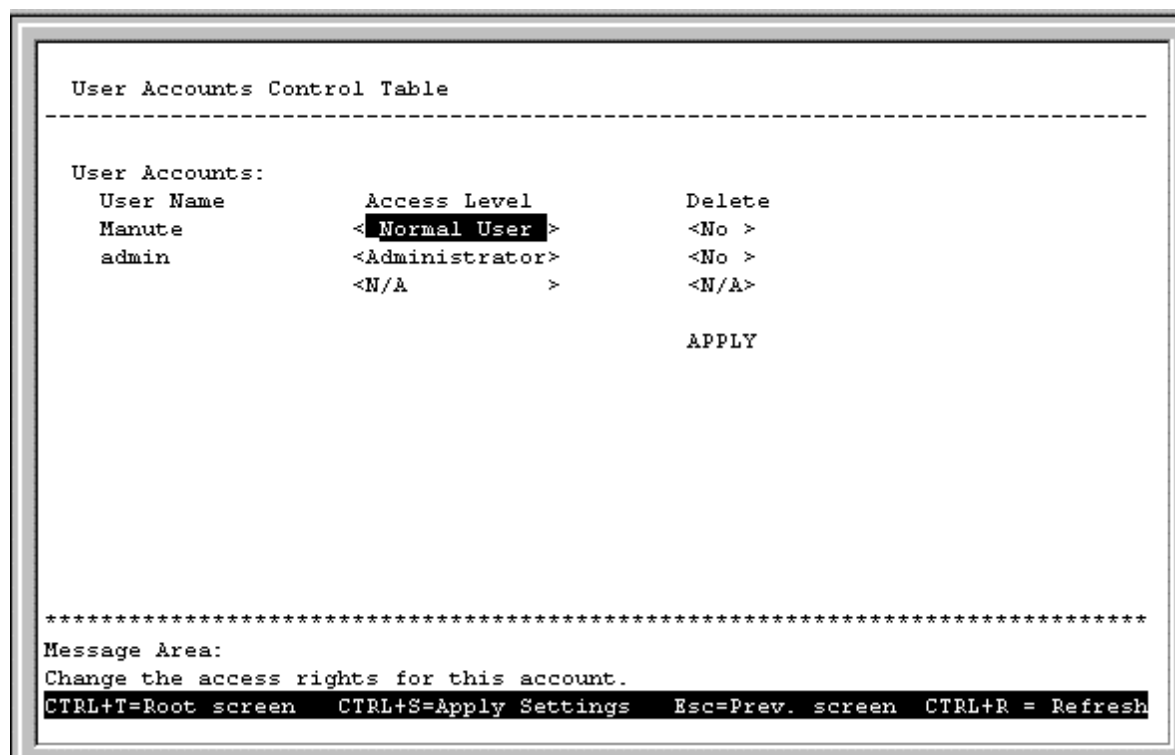 User Accounts Control Table
-------------------------------------------------------------------------------
User Accounts:
User Name Access Level Delete
Manute < Normal User > <No >
admin <Administrator> <No >
<N/A > <N/A>
APPLY
*******************************************************************************
Message Area:
Change the access rights for this account.
CTRL+T=Root screen CTRL+S=Apply Settings Esc=Prev. screen CTRL+R = Refresh